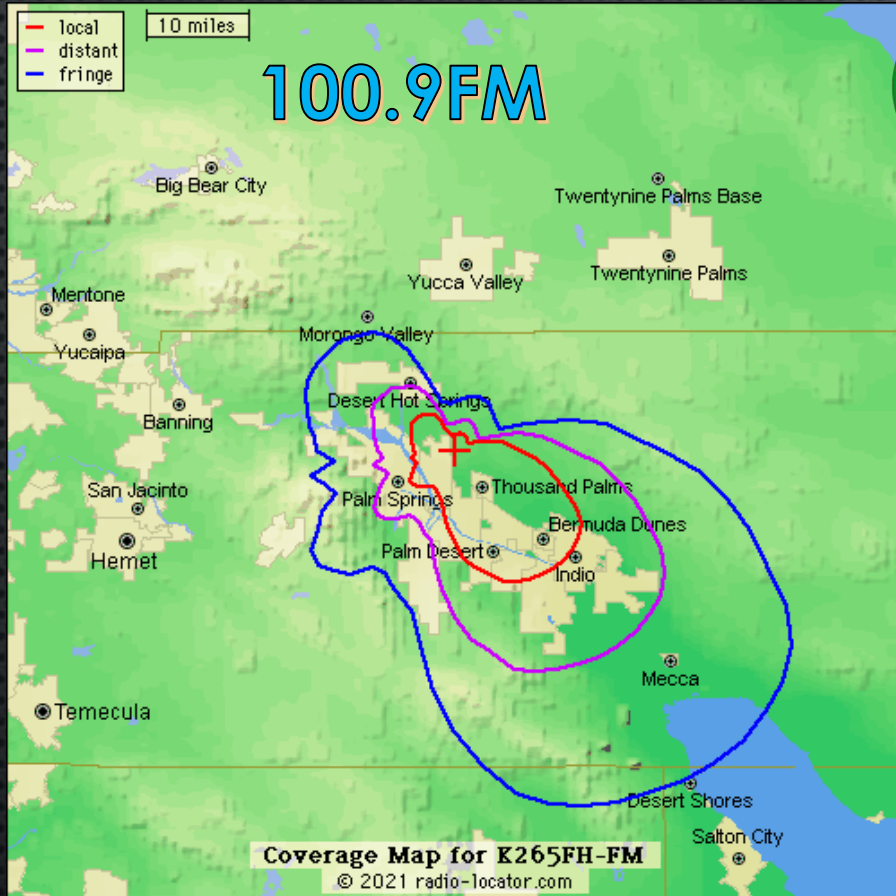 local
distant
fringe
10 miles
100.9FM
Big Bear City
Twentynine Palms Base
Yucca Valley
Twentynine Palms
Mentone
Morongo Valley
Yucaipa
Desert Hot Springs
Banning
San Jacinto
Palm Springs
Thousand Palms
Bermuda Dunes
Hemet
Palm Desert
Indio
Mecca
Temecula
Desert Shores
Salton City
Coverage Map for K265FH-FM
© 2021 radio-locator.com